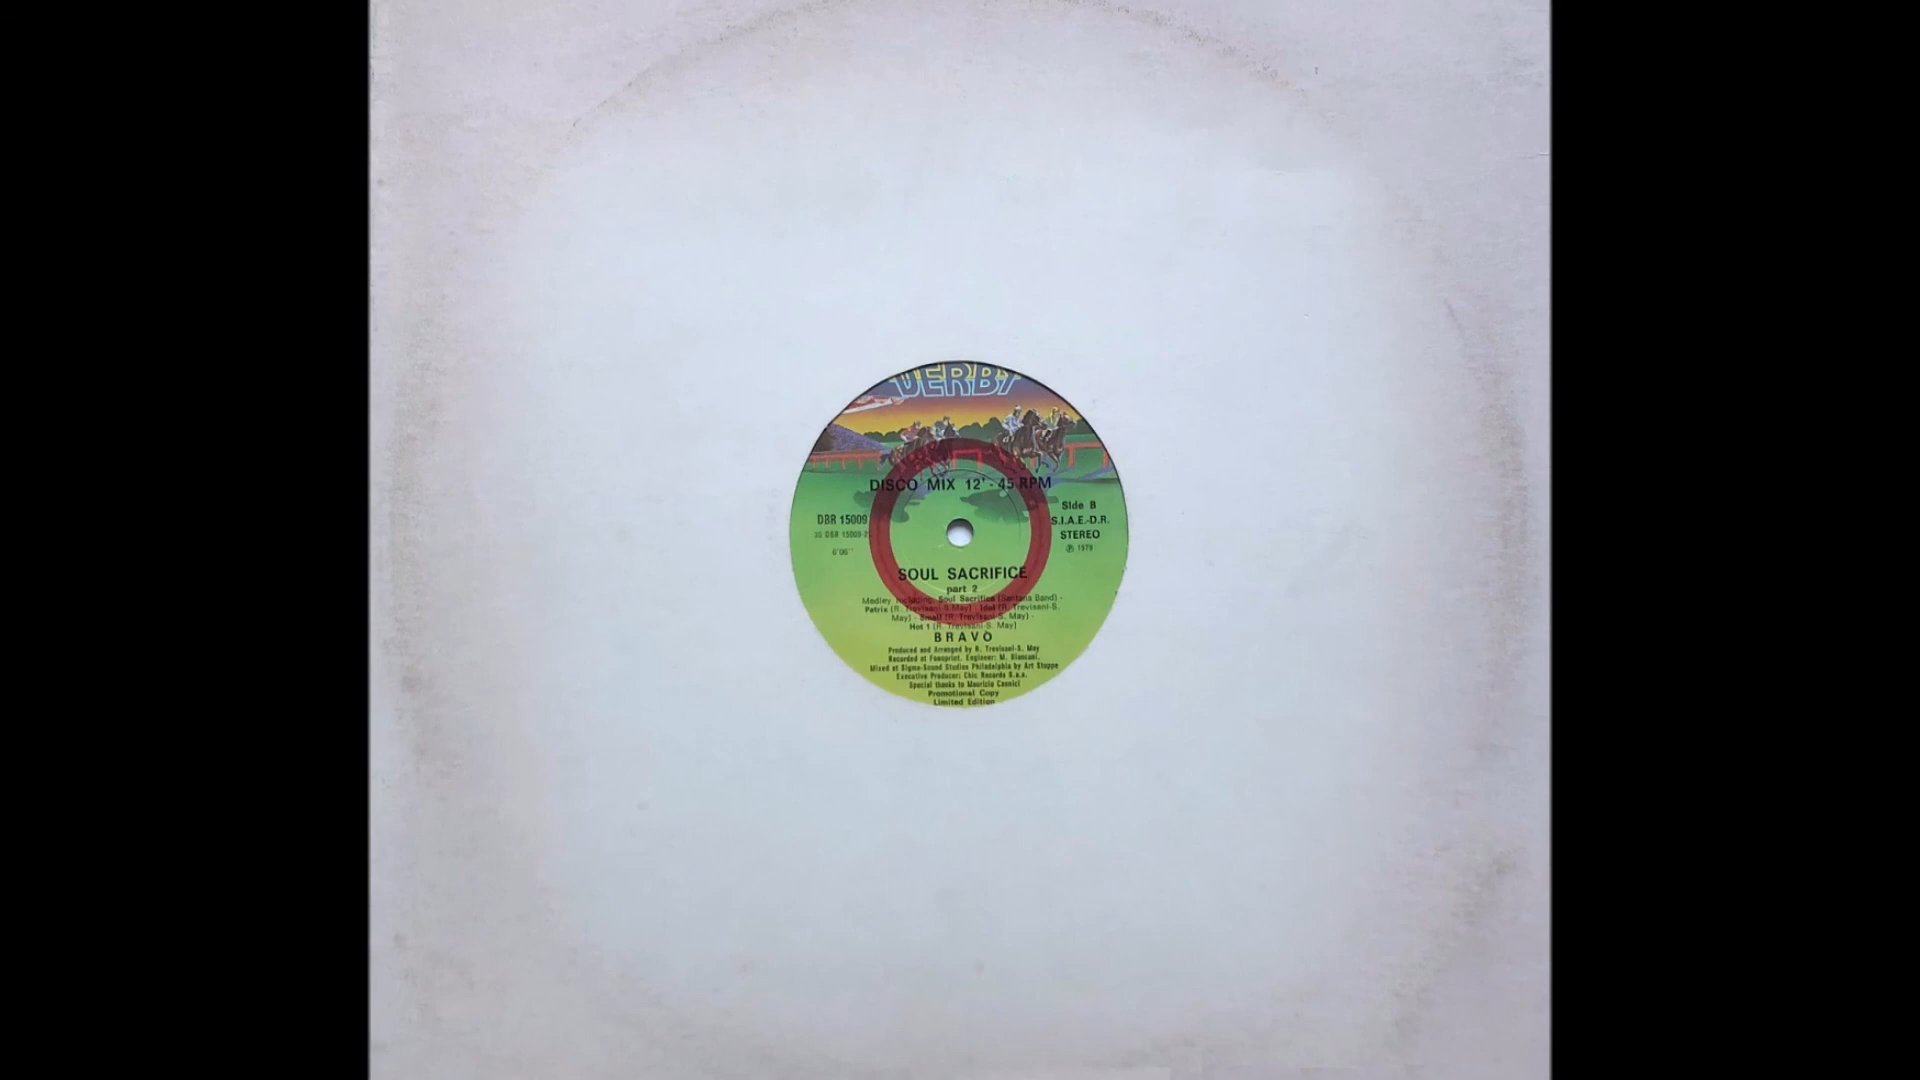 DERBY
DISCO MIX 12' - 45 RPM
Side B
DBR 15009
S.I.A.E.-D.R.
STEREO
6'06''
℗ 1979
SOUL SACRIFICE
part 2
Medley including: Soul Sacrifice (Santana Band) -
Patrix (R. Trevisani-S. May) - Idol (R. Trevisani-S.
May) - Small (R. Trevisani-S. May) -
Hot 1 (R. Trevisani-S. May)
BRAVO
Produced and Arranged by R. Trevisani-S. May
Recorded at Fonoprint. Engineer: M. Biancani.
Mixed at Sigma-Sound Studios Philadelphia by Art Stoppe
Executive Producer: Chic Records S.a.s.
Special thanks to Maurizio Cannici
Promotional Copy
Limited Edition